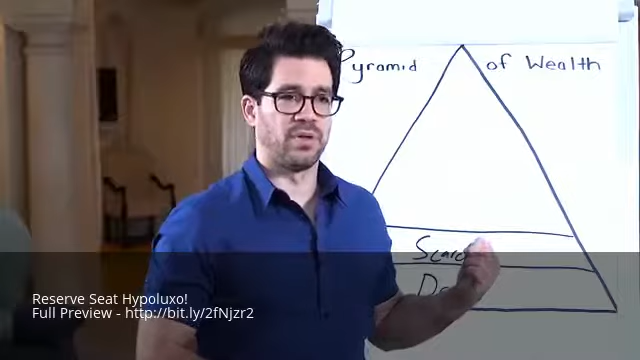 Pyramid of Wealth
Reserve Seat Hypoluxo!
Full Preview - http://bit.ly/2fNjzr2